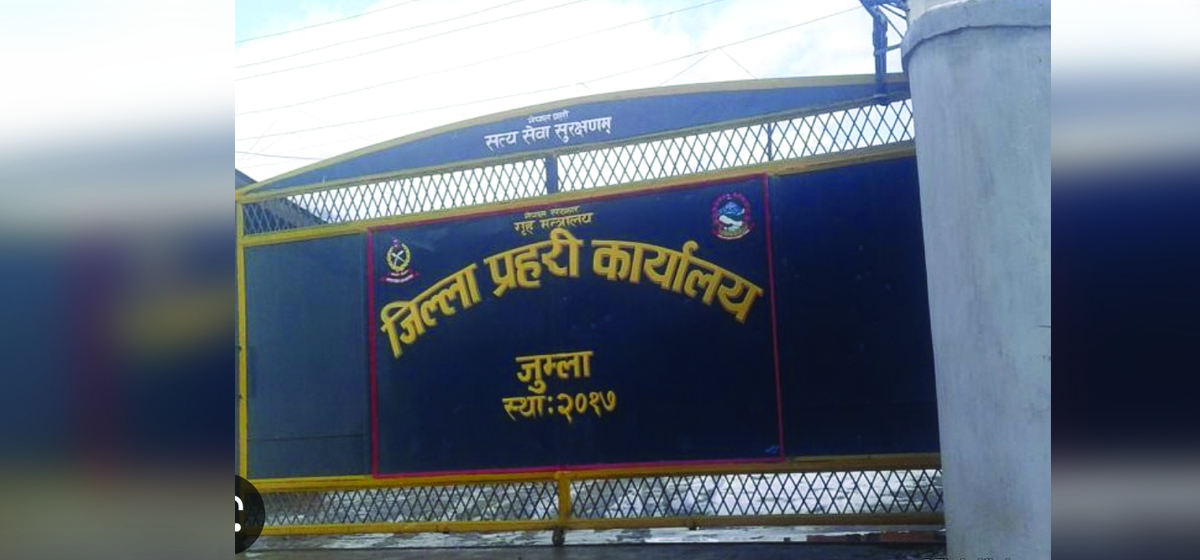 नेपाल प्रहरी
सत्य सेवा सुरक्षणम्
नेपाल सरकार
गृह मन्त्रालय
जिल्ला प्रहरी कार्यालय
जुम्ला
स्था:२०१७